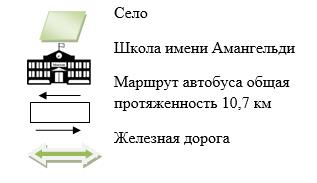 Село
Школа имени Амангельди
Маршрут автобуса общая
протяженность 10,7 км
Железная дорога